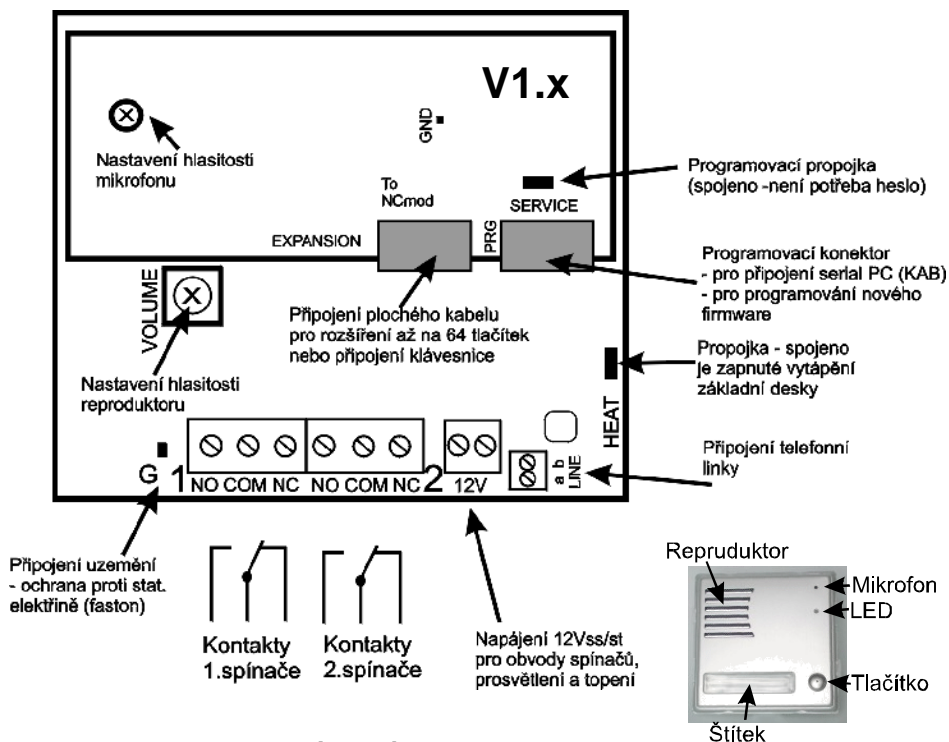 V1.x
GND
Nastavení hlasitosti
mikrofonu
Programovací propojka
(spojeno -není potřeba heslo)
To
NCmod
SERVICE
EXPANSION
PRG
Programovací konektor
- pro připojení serial PC (KAB)
- pro programování nového
firmware
VOLUME
Připojení plochého kabelu
pro rozšíření až na 64 tlačítek
nebo připojení klávesnice
Propojka - spojeno
je zapnuté vytápění
základní desky
Nastavení hlasitosti
reproduktoru
HEAT
Připojení telefonní
linky
G 1 NO COM NC NO COM NC 2 12V
a b
LINE
Připojení uzemění
- ochrana proti stat.
elektřině (faston)
Kontakty
1.spínače
Kontakty
2.spínače
Napájení 12Vss/st
pro obvody spínačů,
prosvětlení a topení
Repruduktor
Mikrofon
LED
Tlačítko
Štítek